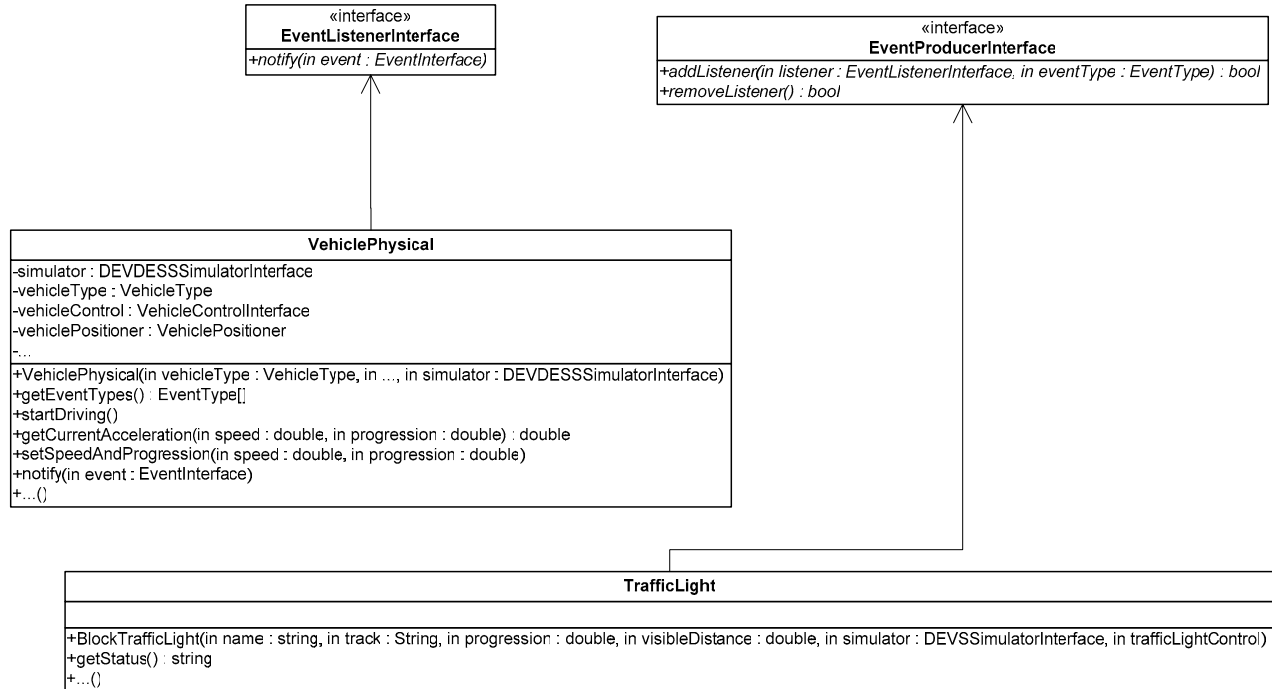 «interface»
EventListenerInterface
+notify(in event : EventInterface)
«interface»
EventProducerInterface
+addListener(in listener : EventListenerInterface, in eventType : EventType) : bool
+removeListener() : bool
VehiclePhysical
-simulator : DEVDESSSimulatorInterface
-vehicleType : VehicleType
-vehicleControl : VehicleControlInterface
-vehiclePositioner : VehiclePositioner
-...
+VehiclePhysical(in vehicleType : VehicleType, in ..., in simulator : DEVDESSSimulatorInterface)
+getEventTypes() : EventType[]
+startDriving()
+getCurrentAcceleration(in speed : double, in progression : double) : double
+setSpeedAndProgression(in speed : double, in progression : double)
+notify(in event : EventInterface)
+...()
TrafficLight
+BlockTrafficLight(in name : string, in track : String, in progression : double, in visibleDistance : double, in simulator : DEVSSimulatorInterface, in trafficLightControl)
+getStatus() : string
+...()